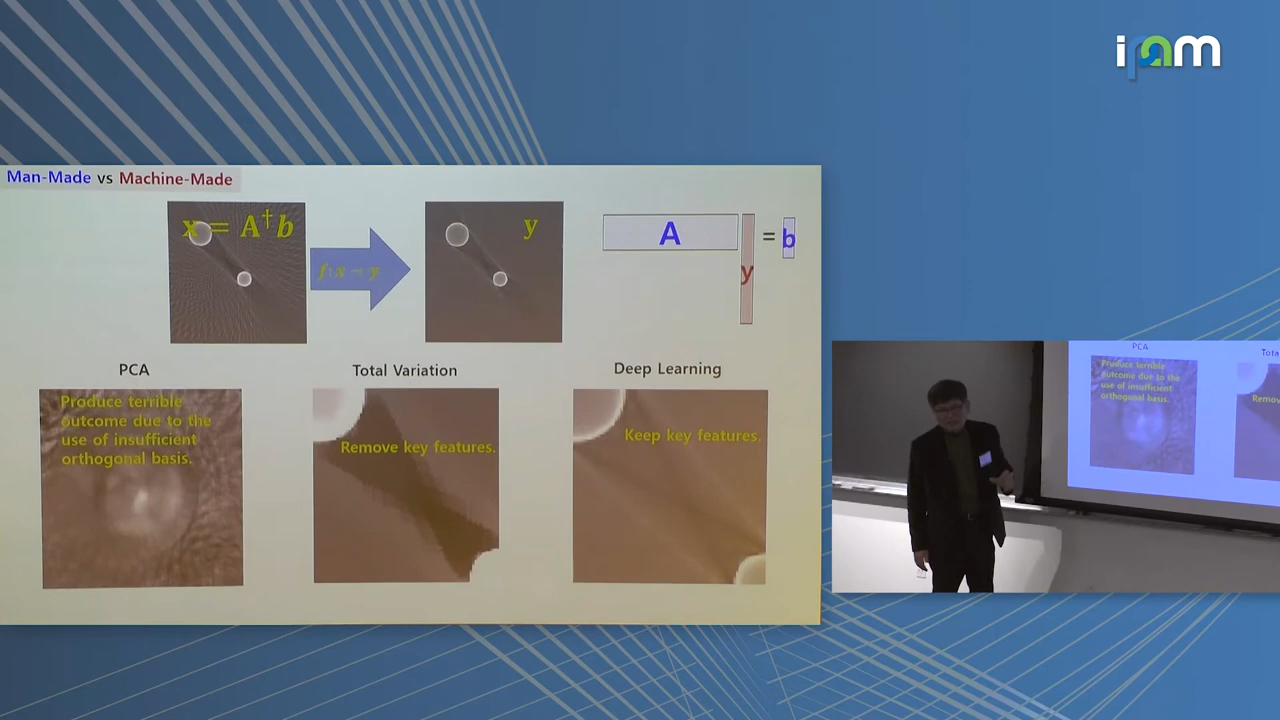 ipam
Man-Made vs Machine-Made
x = A†b
f: x → y
y
A
y
= b
PCA
Total Variation
Deep Learning
Produce terrible
outcome due to the
use of insufficient
orthogonal basis.
Remove key features.
Keep key features.
PCA
Tota
Produce terrible
outcome due to the
use of insufficient
orthogonal basis.
Remov